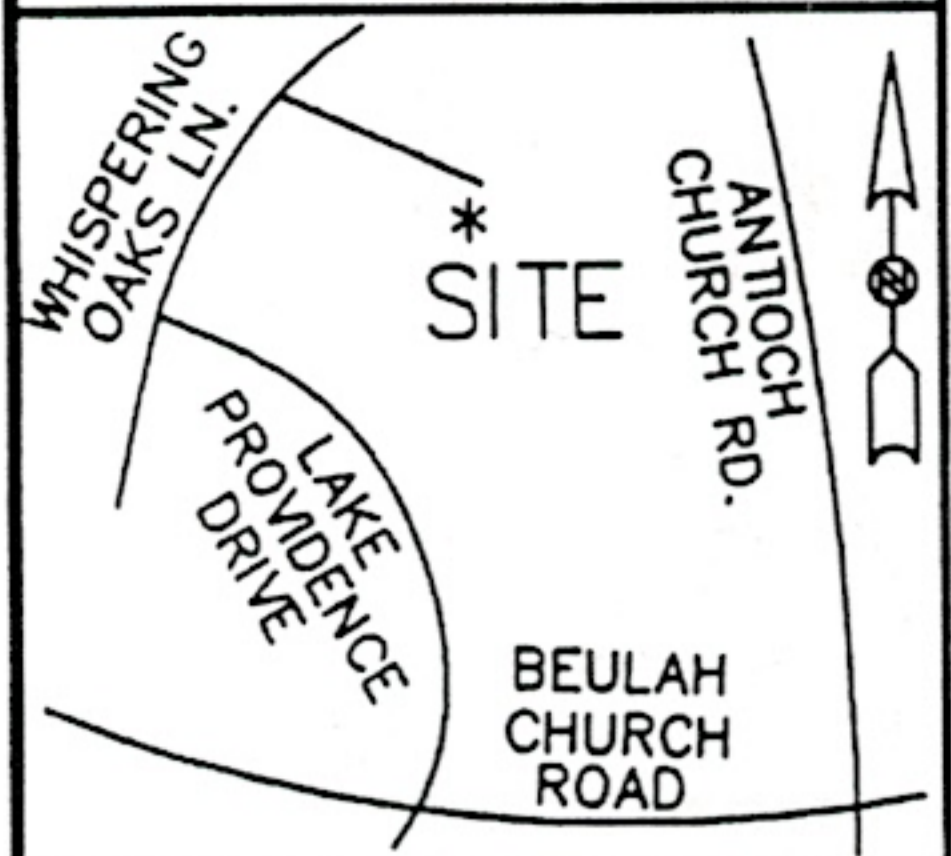 WHISPERING
OAKS LN.
*
SITE
ANTIOCH
CHURCH RD.
N
LAKE
PROVIDENCE
DRIVE
BEULAH
CHURCH
ROAD